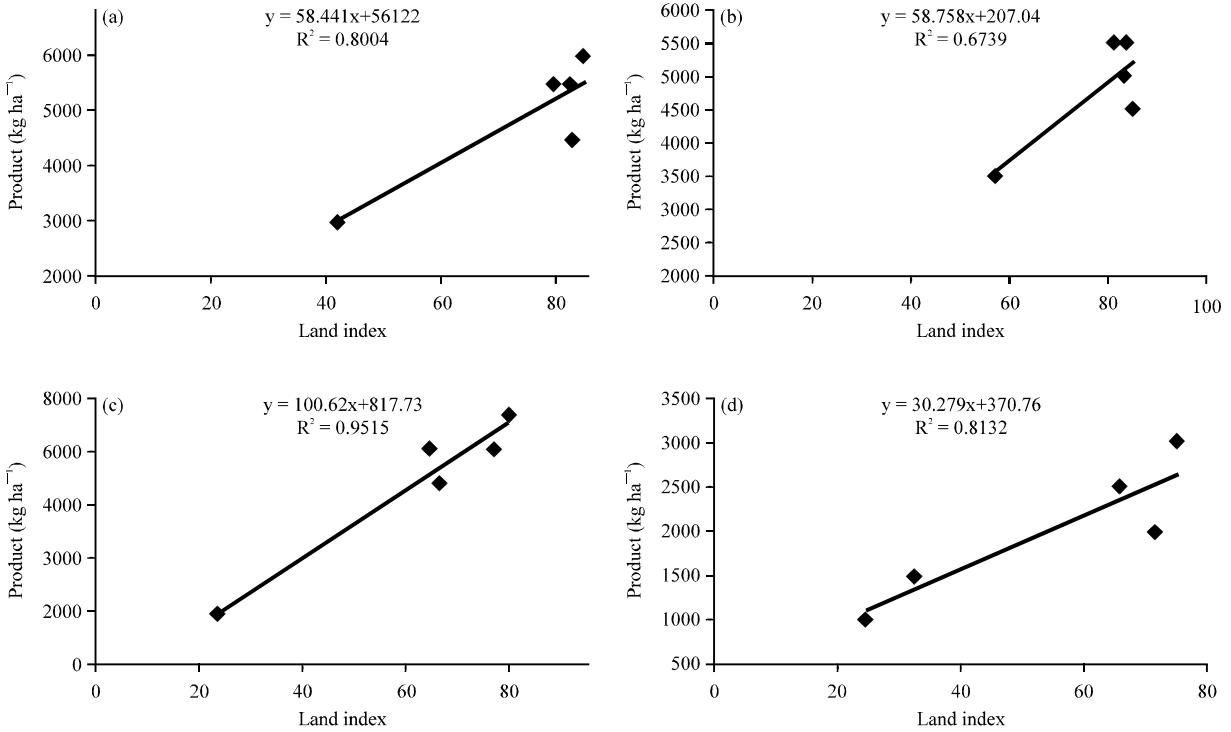 (a)
y = 58.441x+56122
R² = 0.8004
Product (kg ha⁻¹)
6000
5000
4000
3000
2000
0 20 40 60 80
Land index
(b)
y = 58.758x+207.04
R² = 0.6739
Product (kg ha⁻¹)
6000
5500
5000
4500
4000
3500
3000
2500
2000
0 20 40 60 80 100
Land index
(c)
y = 100.62x+817.73
R² = 0.9515
Product (kg ha⁻¹)
8000
6000
4000
3000
2000
0
0 20 40 60 80
Land index
(d)
y = 30.279x+370.76
R² = 0.8132
Product (kg ha⁻¹)
3500
3000
2500
2000
1500
1000
500
0 20 40 60 80
Land index